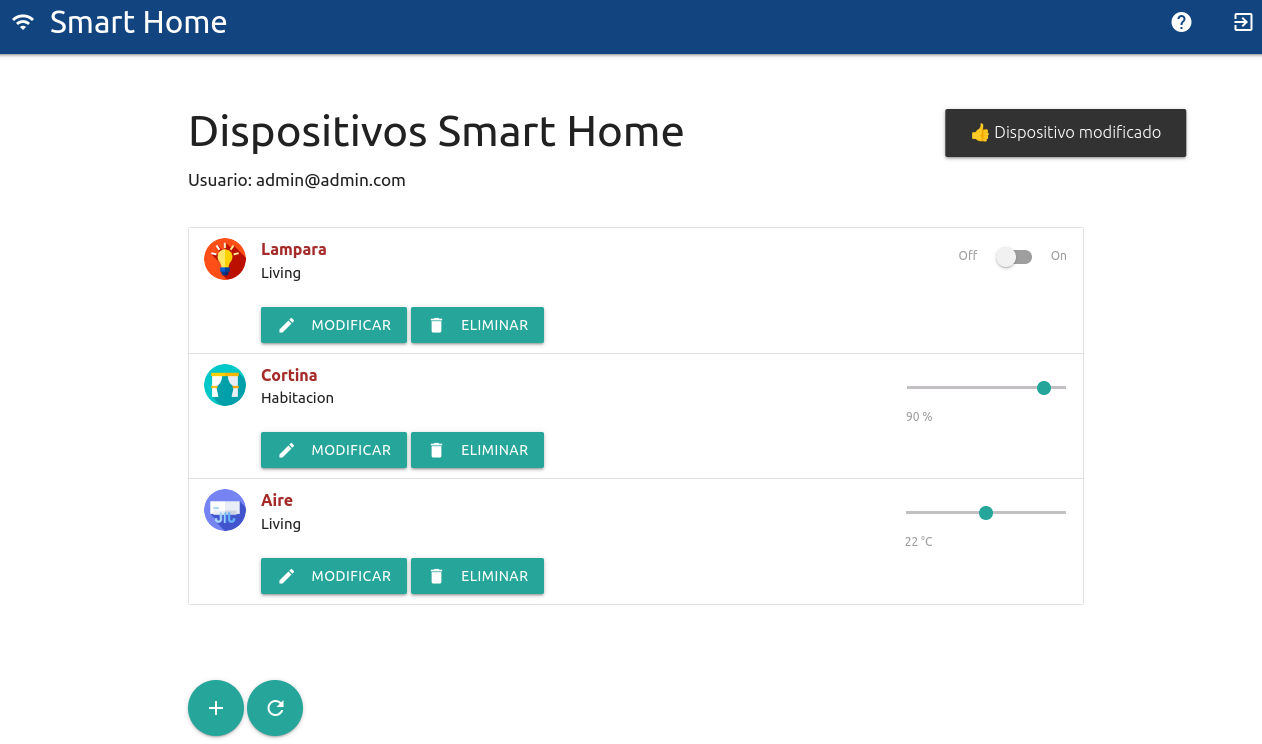 Smart Home
Dispositivos Smart Home
👍 Dispositivo modificado
Usuario: admin@admin.com
Lampara
Living
Off On
MODIFICAR ELIMINAR
Cortina
Habitacion
90 %
MODIFICAR ELIMINAR
Aire
Living
22 °C
MODIFICAR ELIMINAR